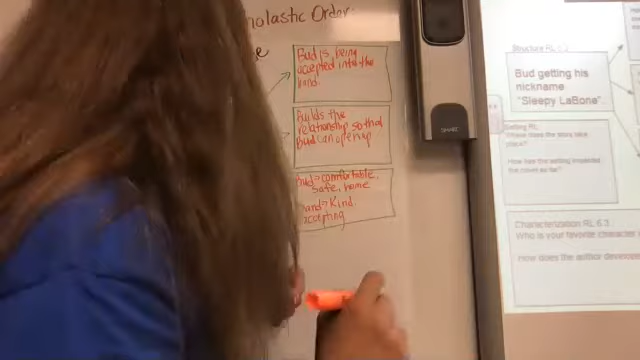 Scholastic Order
Bud is being
accepted into the
band.
Builds the
relationship so that
Bud can open up
Bud → comfortable,
safe, home
Band → Kind
accepting
SMART
Structure RL 6.5
Bud getting his
nickname
"Sleepy LaBone"
Setting RL
Where does the story take
place?
How has the setting impacted
the novel so far?
Characterization RL 6.3
Who is your favorite character
How does the author develop